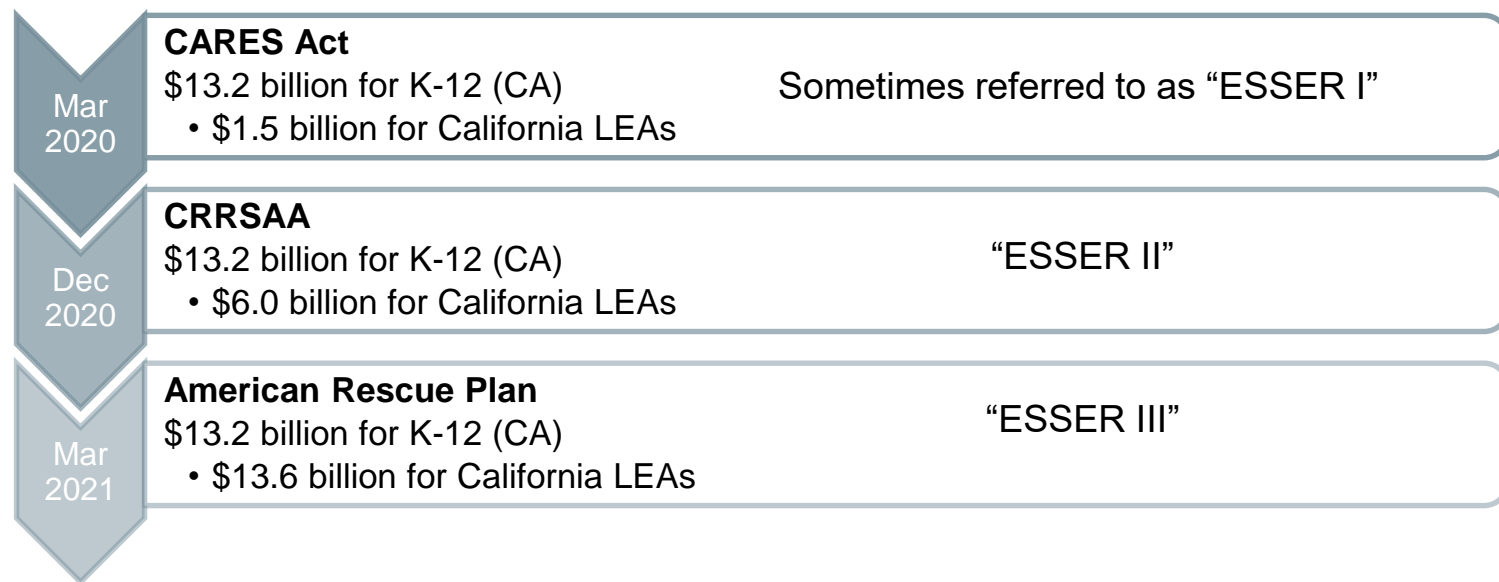 Mar
2020
CARES Act
$13.2 billion for K-12 (CA)
• $1.5 billion for California LEAs
Sometimes referred to as “ESSER I”
Dec
2020
CRRSAA
$13.2 billion for K-12 (CA)
• $6.0 billion for California LEAs
“ESSER II”
Mar
2021
American Rescue Plan
$13.2 billion for K-12 (CA)
• $13.6 billion for California LEAs
“ESSER III”